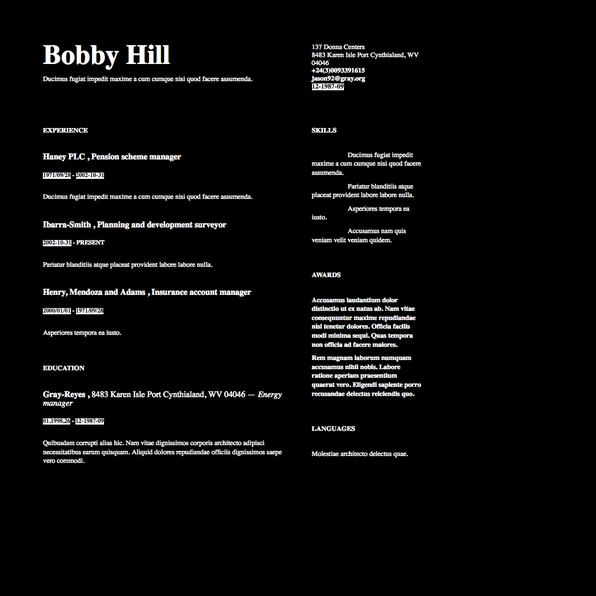 Bobby Hill
Ducimus fugiat impedit maxime a cum cumque nisi quod facere assumenda.
137 Donna Centers
8483 Karen Isle Port Cynthialand, WV
04046
+24(3)0093391615
jason92@gray.org
12-1987-09
EXPERIENCE
Haney PLC , Pension scheme manager
1971/09/28 - 2002-10-31
Ducimus fugiat impedit maxime a cum cumque nisi quod facere assumenda.
Ibarra-Smith , Planning and development surveyor
2002-10-31 - PRESENT
Pariatur blanditiis atque placeat provident labore labore nulla.
Henry, Mendoza and Adams , Insurance account manager
2000/01/01 - 1971/09/28
Asperiores tempora ea iusto.
EDUCATION
Gray-Reyes , 8483 Karen Isle Port Cynthialand, WV 04046 — Energy
manager
01.1998.26 - 12-1987-09
Quibusdam corrupti alias hic. Nam vitae dignissimos corporis architecto adipisci
necessitatibus earum quisquam. Aliquid dolores repudiandae officiis dignissimos saepe
vero commodi.
SKILLS
Ducimus fugiat impedit
maxime a cum cumque nisi quod facere
assumenda.
Pariatur blanditiis atque
placeat provident labore labore nulla.
Asperiores tempora ea
iusto.
Accusamus nam quis
veniam velit veniam quidem.
AWARDS
Accusamus laudantium dolor
distinctio ut ex natus ab. Nam vitae
consequuntur maxime repudiandae
nisi tenetur dolores. Officia facilis
modi minima sequi. Quas tempora
non officia ad facere maiores.
Rem magnam laborum numquam
accusamus nihil nobis. Labore
ratione aperiam praesentium
quaerat vero. Eligendi sapiente porro
recusandae delectus reiciendis quo.
LANGUAGES
Molestiae architecto delectus quae.